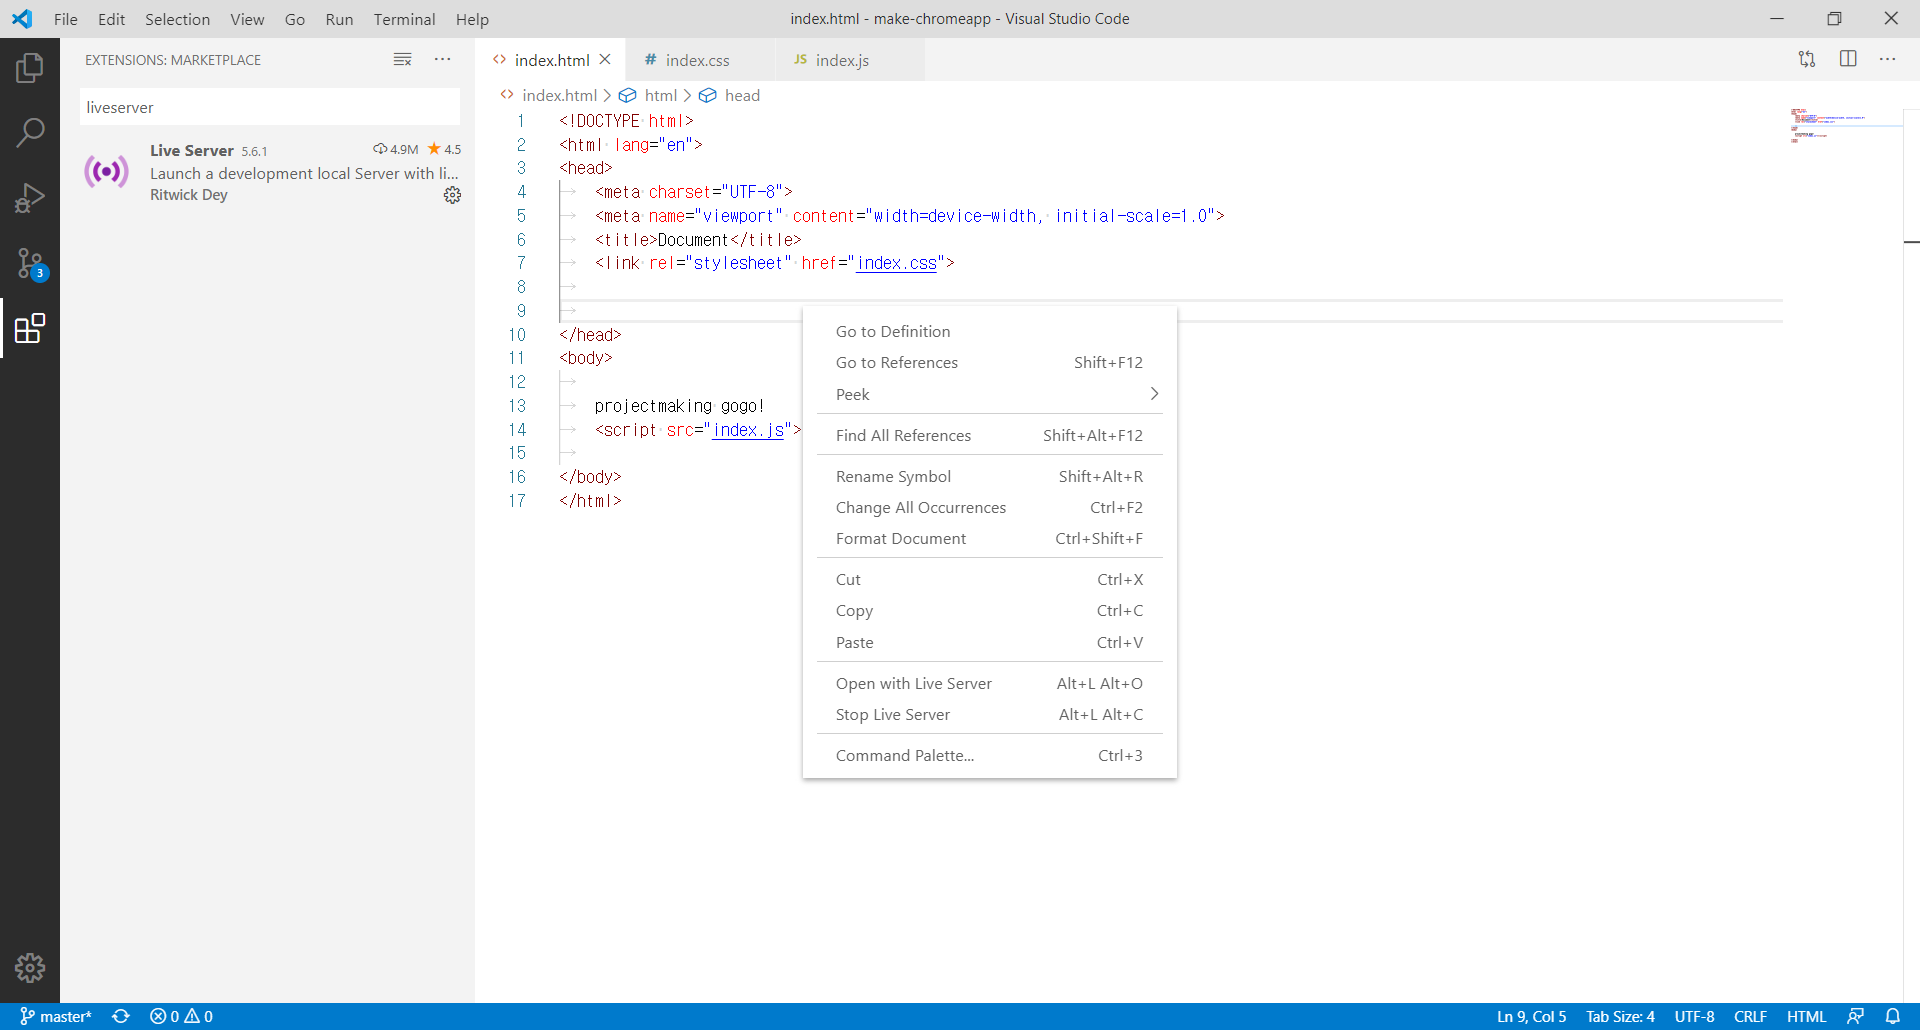 File Edit Selection View Go Run Terminal Help
index.html - make-chromeapp - Visual Studio Code
EXTENSIONS: MARKETPLACE
liveserver
Live Server 5.6.1 4.9M 4.5
Launch a development local Server with li...
Ritwick Dey
3
index.html # index.css JS index.js
index.html > html > head
1 <!DOCTYPE html>
2 <html lang="en">
3 <head>
4 <meta charset="UTF-8">
5 <meta name="viewport" content="width=device-width, initial-scale=1.0">
6 <title>Document</title>
7 <link rel="stylesheet" href="index.css">
8
9
10 </head>
11 <body>
12
13 projectmaking gogo!
14 <script src="index.js">
15
16 </body>
17 </html>
Go to Definition
Go to References Shift+F12
Peek
Find All References Shift+Alt+F12
Rename Symbol Shift+Alt+R
Change All Occurrences Ctrl+F2
Format Document Ctrl+Shift+F
Cut Ctrl+X
Copy Ctrl+C
Paste Ctrl+V
Open with Live Server Alt+L Alt+O
Stop Live Server Alt+L Alt+C
Command Palette... Ctrl+3
master* 0 0
Ln 9, Col 5 Tab Size: 4 UTF-8 CRLF HTML